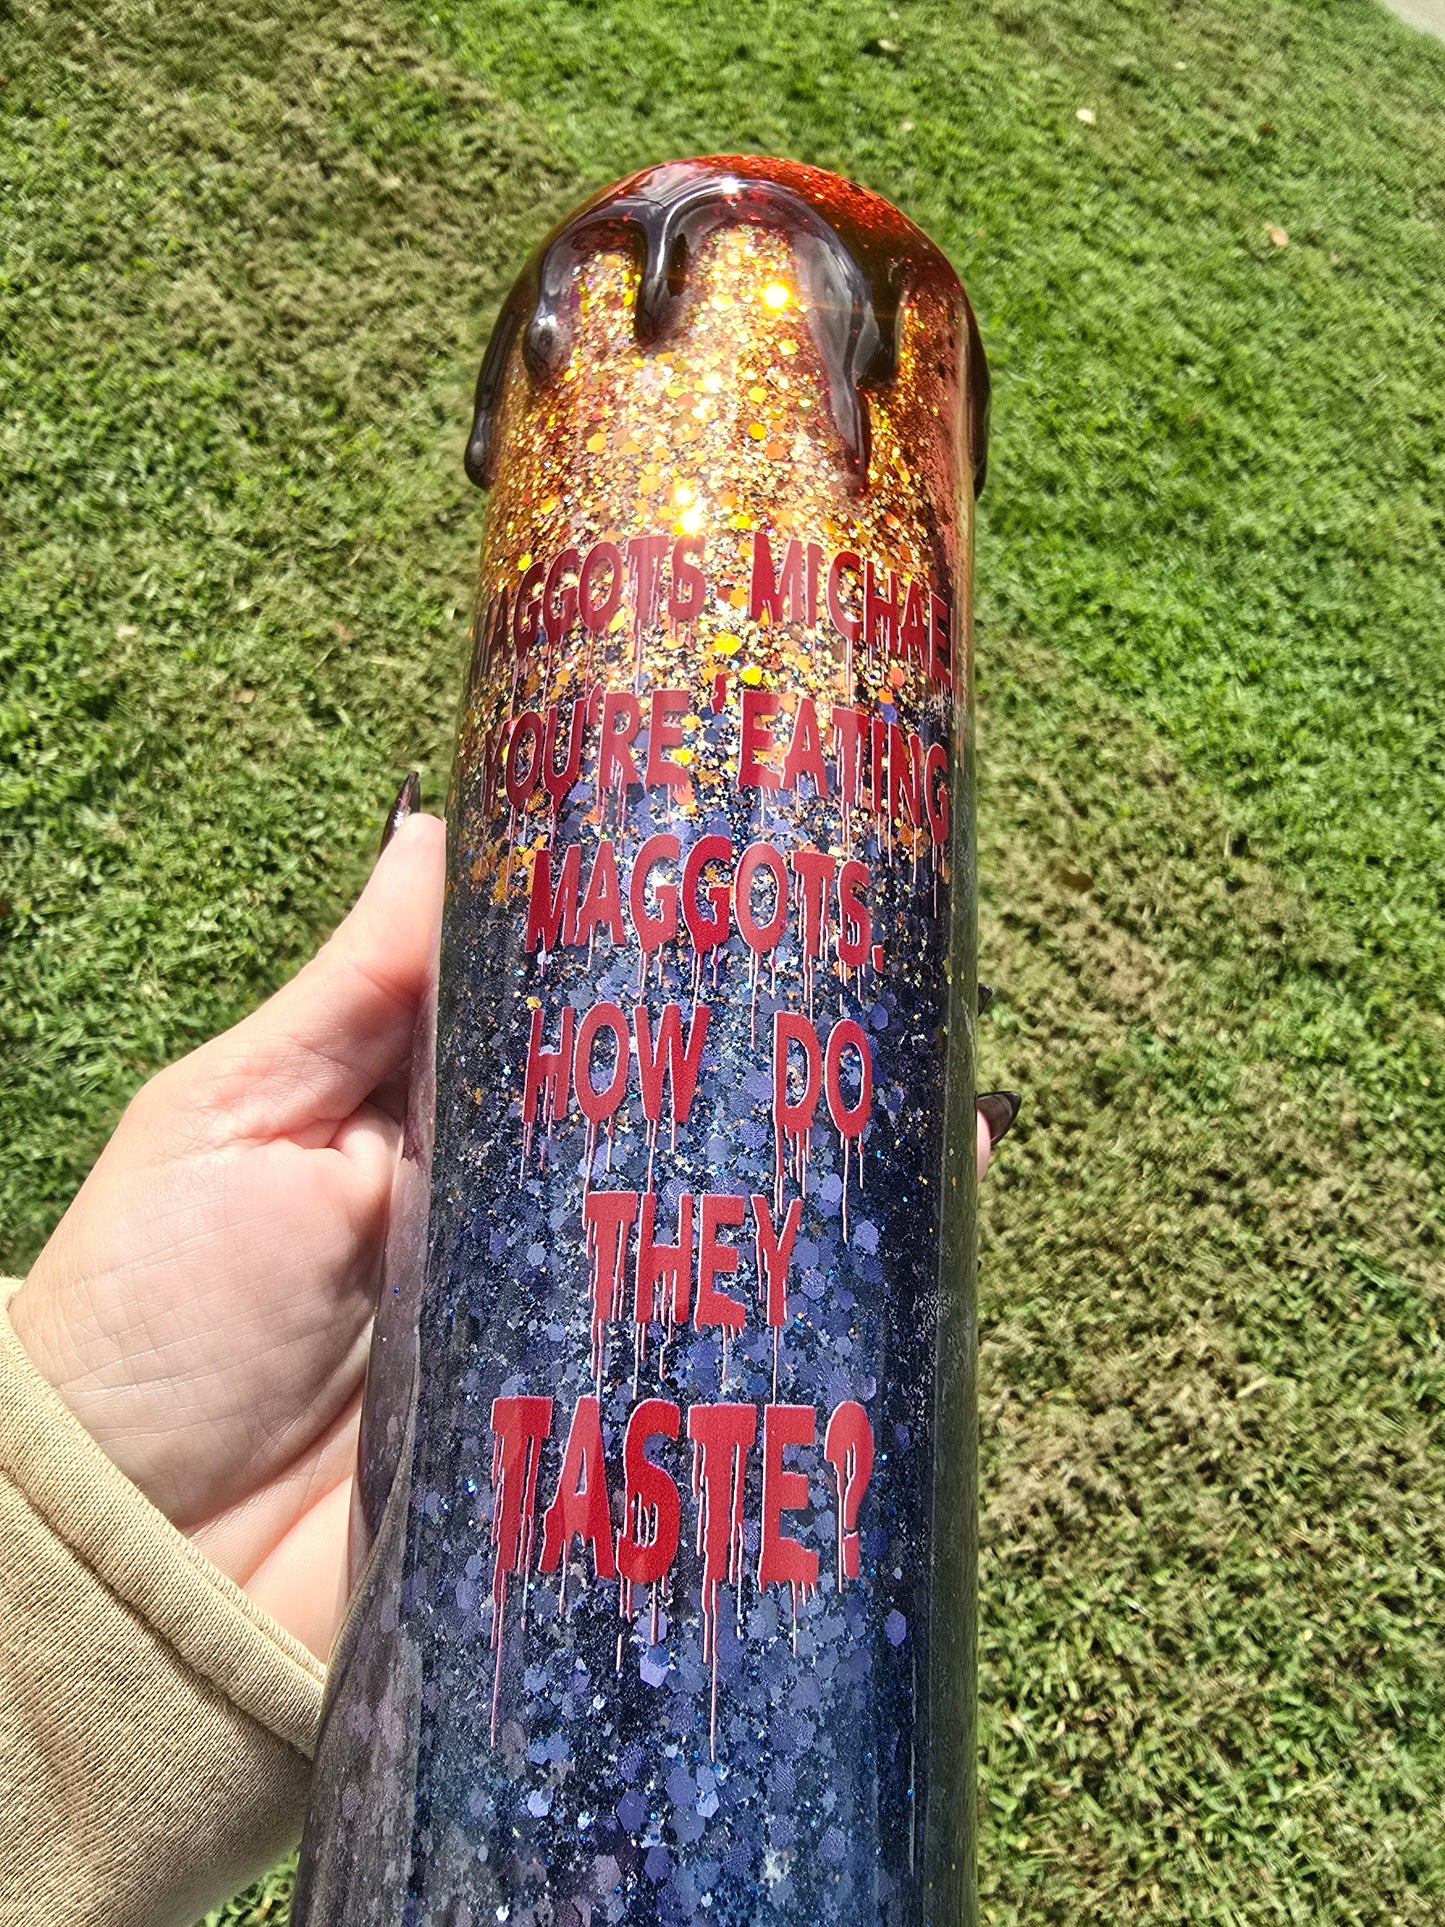 MAGGOTS MICHAEL.
YOU'RE 'EATING
MAGGOTS.
HOW DO
THEY
TASTE?